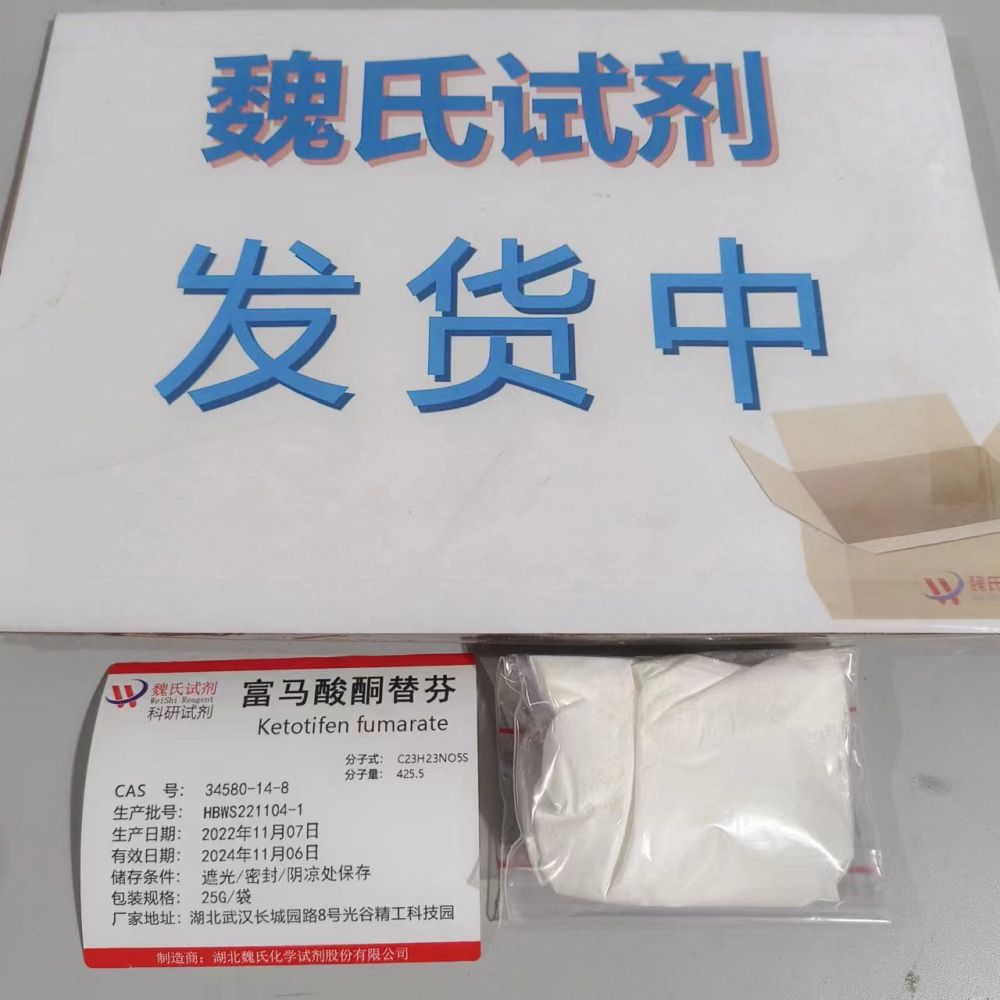 魏氏试剂
发货中
魏氏
魏氏试剂
WeiShi Reagent
科研试剂
富马酸酮替芬
Ketotifen fumarate
分子式： C23H23NO5S
分子量： 425.5
CAS 号： 34580-14-8
生产批号： HBWS221104-1
生产日期： 2022年11月07日
有效日期： 2024年11月06日
储存条件： 遮光/密封/阴凉处保存
包装规格： 25G/袋
厂家地址： 湖北武汉长城园路8号光谷精工科技园
制造商：湖北魏氏化学试剂股份有限公司